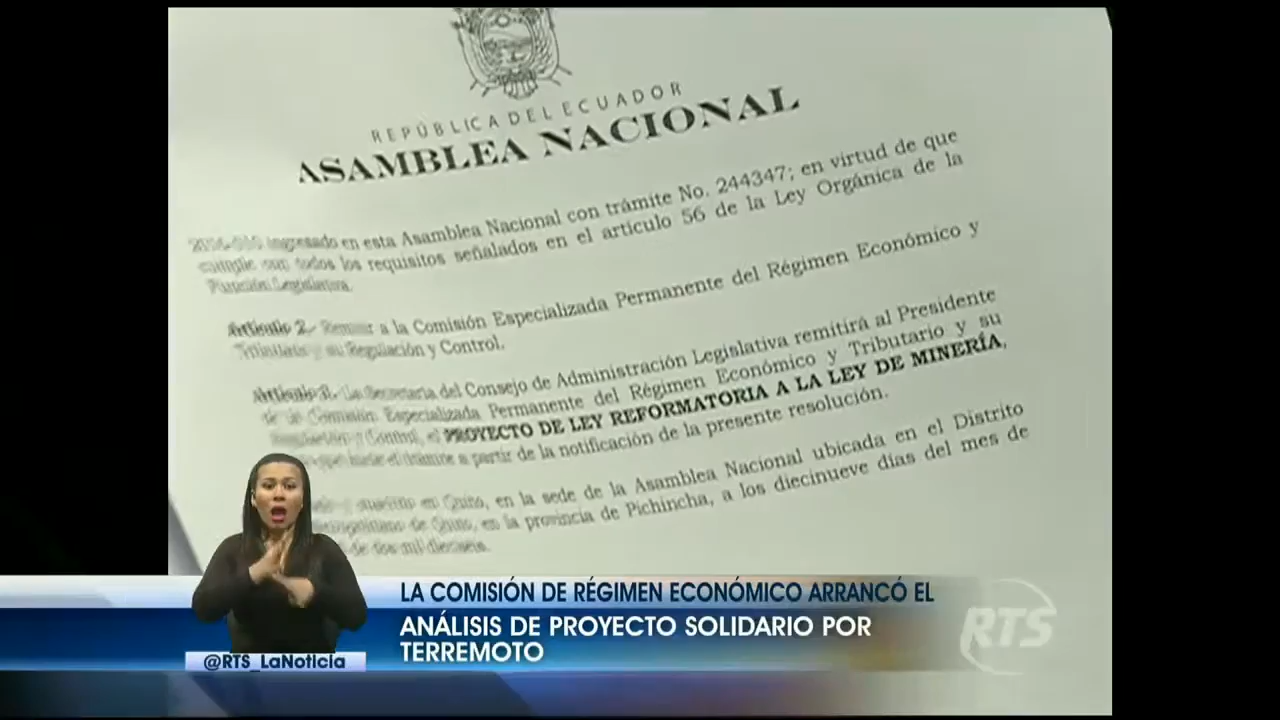 REPÚBLICA DEL ECUADOR
ASAMBLEA NACIONAL
ingresado en esta Asamblea Nacional con trámite No. 244347; en virtud de que
cumple con todos los requisitos señalados en el artículo 56 de la Ley Orgánica de la
Función Legislativa.
Artículo 2.- Remitir a la Comisión Especializada Permanente del Régimen Económico y
Tributario y su Regulación y Control.
Artículo 3.- La Secretaría del Consejo de Administración Legislativa remitirá al Presidente
de la Comisión Especializada Permanente del Régimen Económico y Tributario y su
Regulación y Control, el PROYECTO DE LEY REFORMATORIA A LA LEY DE MINERÍA,
que inicie el trámite a partir de la notificación de la presente resolución.
y suscrito en Quito, en la sede de la Asamblea Nacional ubicada en el Distrito
Metropolitano de Quito, en la provincia de Pichincha, a los diecinueve días del mes de
de dos mil dieciséis.
LA COMISIÓN DE RÉGIMEN ECONÓMICO ARRANCÓ EL
ANÁLISIS DE PROYECTO SOLIDARIO POR
TERREMOTO
RTS
@RTS_LaNoticia